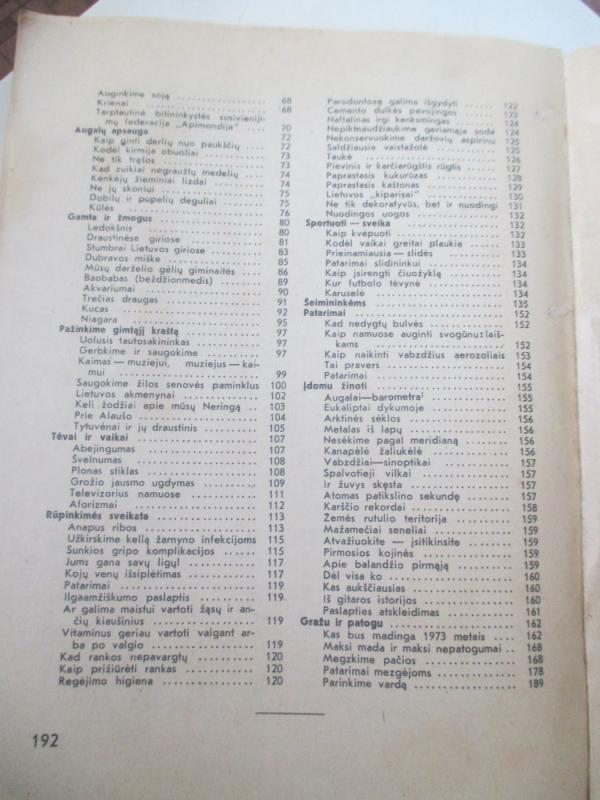 Auginkime soją ..... 68
Krienai ..... 68
Tarptautinė bitininkystės susivieniji-
mų federacija „Apimondija" ..... 70
Augalų apsauga ..... 72
Kaip ginti derlių nuo paukščių ..... 72
Kodėl kirmija obuoliai ..... 73
Ne tik trąšos ..... 73
Kad zuikiai negraužtų medelių ..... 74
Kenkėjų žieminiai lizdai ..... 74
Ne jų skoniui ..... 75
Dobilų ir pupelių deguliai ..... 75
Kūlės ..... 76
Gamta ir žmogus ..... 80
Ledokšnis ..... 80
Draustinėse giriose ..... 81
Stumbrai Lietuvos giriose ..... 83
Dubravos miške ..... 85
Mūsų darželio gėlių giminaitės ..... 86
Baobabas (beždžionmedis) ..... 89
Akvariumai ..... 90
Trečias draugas ..... 91
Kucas ..... 92
Niagara ..... 95
Pažinkime gimtąjį kraštą ..... 97
Uolusis tautosakininkas ..... 97
Gerbkime ir saugokime ..... 97
Kaimas — muziejui, muziejus — kai-
mui ..... 99
Saugokime žilos senovės paminklus 100
Lietuvos akmenynai ..... 102
Keli žodžiai apie mūsų Neringą .. 103
Prie Alaušo ..... 104
Tytuvėnai ir jų draustinis ..... 105
Tėvai ir vaikai ..... 107
Abejingumas ..... 107
Švelnumas ..... 108
Plonas stiklas ..... 108
Grožio jausmo ugdymas ..... 109
Televizorius namuose ..... 111
Aforizmai ..... 112
Rūpinkimės sveikata ..... 113
Anapus ribos ..... 113
Užkirskime kelią žarnyno infekcijoms 115
Sunkios gripo komplikacijos ..... 115
Jums gana savų ligų! ..... 117
Kojų venų išsiplėtimas ..... 117
Patarimai ..... 119
Ilgaamžiškumo paslaptis ..... 119
Ar galima maistui vartoti žąsų ir an-
čių kiaušinius ..... 119
Vitaminus geriau vartoti valgant ar-
ba po valgio ..... 119
Kad rankos nepavargtų ..... 120
Kaip prižiūrėti rankas ..... 120
Regėjimo higiena ..... 120
Parodontozę galima išgydyti ..... 122
Cemento dulkės pavojingos ..... 123
Naftalinas irgi kenksmingas ..... 124
Nepiktnaudžiaukime geriamąja soda 124
Nekonservuokime daržovių aspirinu 125
Saldžiausia vaistažolė ..... 125
Taukė ..... 126
Pievinis ir karčiarūgštis rūgtis ..... 127
Paprastasis kukurūzas ..... 128
Paprastasis kaštonas ..... 129
Lietuvos „kiparisai" ..... 130
Ne tik dekoratyvūs, bet ir nuodingi 131
Nuodingos uogos ..... 132
Sportuoti — sveika ..... 132
Kaip kvėpuoti ..... 132
Kodėl vaikai greitai plaukia ..... 133
Prieinamiausia — slidės ..... 133
Patarimai slidininkui ..... 134
Kaip įsirengti čiuožyklą ..... 134
Kur futbolo tėvynė ..... 134
Karuselė ..... 134
Šeimininkėms ..... 135
Patarimai ..... 152
Kad nedygtų bulvės ..... 152
Kaip namuose auginti svogūnus laiš-
kams ..... 152
Kaip naikinti vabzdžius aerozoliais 153
Tai pravers ..... 154
Patarimai ..... 154
Įdomu žinoti ..... 155
Augalai—barometrai ..... 155
Eukaliptai dykumoje ..... 155
Arktinės sėklos ..... 156
Metalas iš lapų ..... 156
Nesėkime pagal meridianą ..... 156
Kanapėlė žaliukėlė ..... 156
Vabzdžiai—sinoptikai ..... 157
Spalvotieji vilkai ..... 157
Ir žuvys skęsta ..... 157
Atomas patikslino sekundę ..... 157
Karščio rekordai ..... 158
Žemės rutulio teritorija ..... 159
Mažamečiai seneliai ..... 159
Atvažiuokite — įsitikinsite ..... 159
Pirmosios kojinės ..... 159
Apie balandžio pirmąją ..... 159
Dėl visa ko ..... 160
Kas aukščiausias ..... 160
Iš gitaros istorijos ..... 160
Paslapties atskleidimas ..... 161
Gražu ir patogu ..... 162
Kas bus madinga 1973 metais ..... 162
Maksi mada ir maksi nepatogumai .. 168
Megzkime pačios ..... 168
Patarimai mezgėjoms ..... 178
Parinkime vardą ..... 189
192